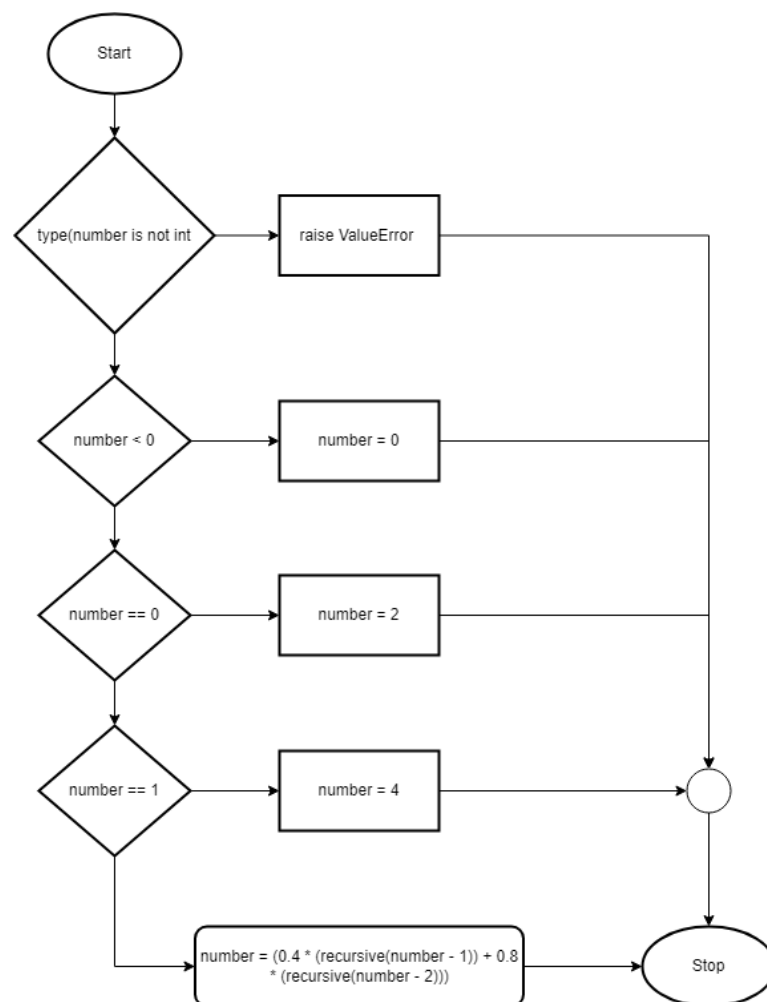 Start
type(number is not int
raise ValueError
number < 0
number = 0
number == 0
number = 2
number == 1
number = 4
number = (0.4 * (recursive(number - 1)) + 0.8
* (recursive(number - 2)))
Stop